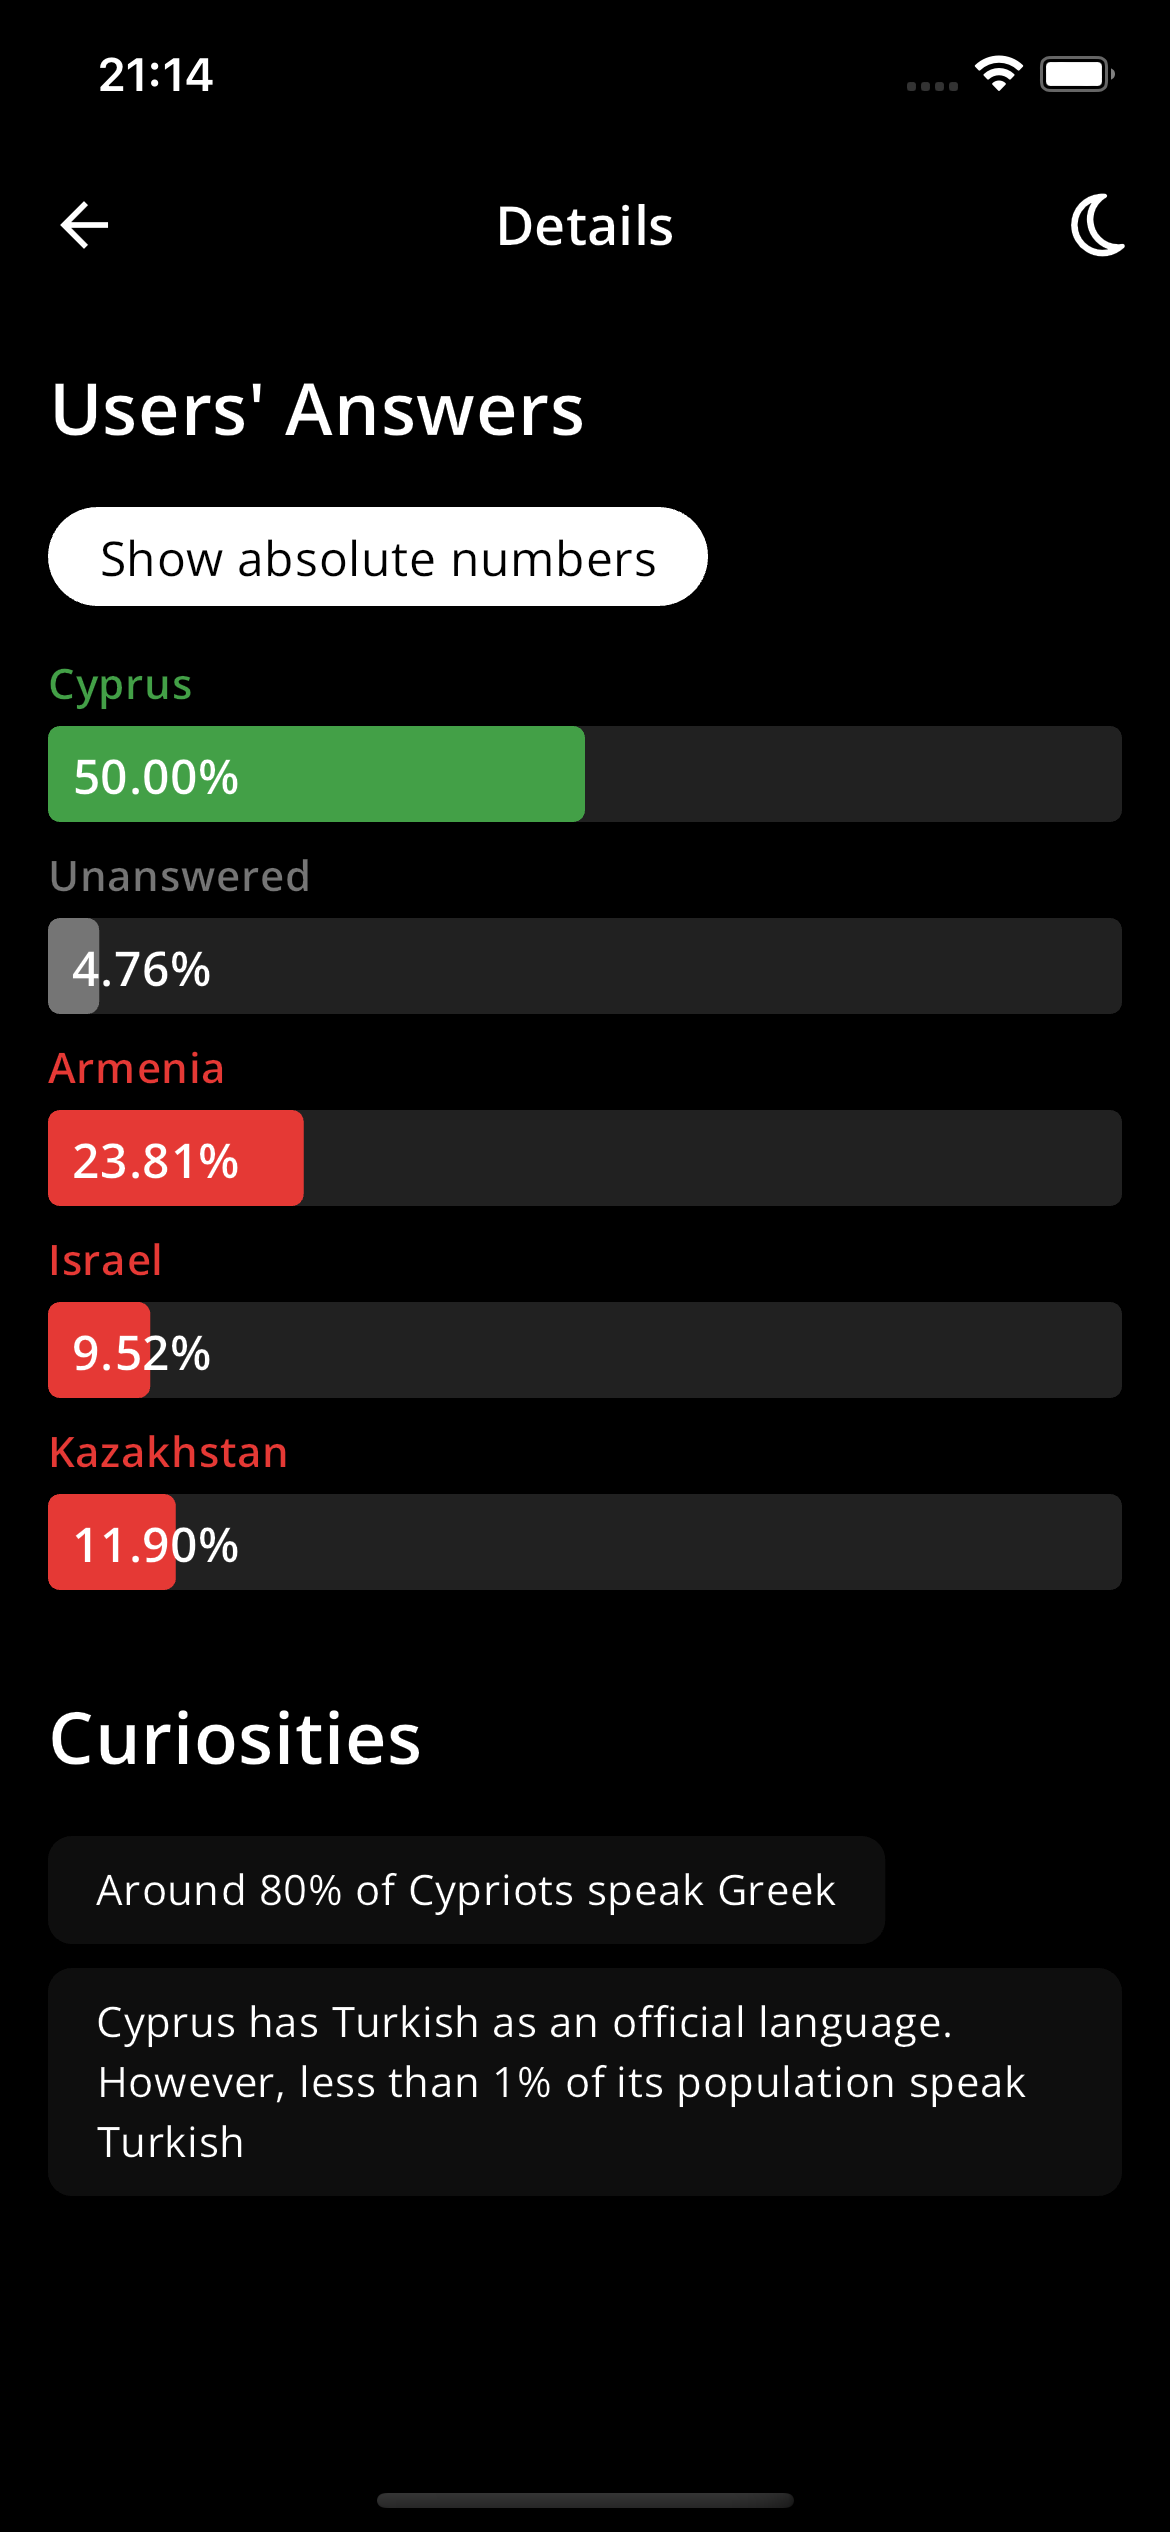 21:14
Details
Users' Answers
Show absolute numbers
Cyprus
50.00%
Unanswered
4.76%
Armenia
23.81%
Israel
9.52%
Kazakhstan
11.90%
Curiosities
Around 80% of Cypriots speak Greek
Cyprus has Turkish as an official language.
However, less than 1% of its population speak
Turkish